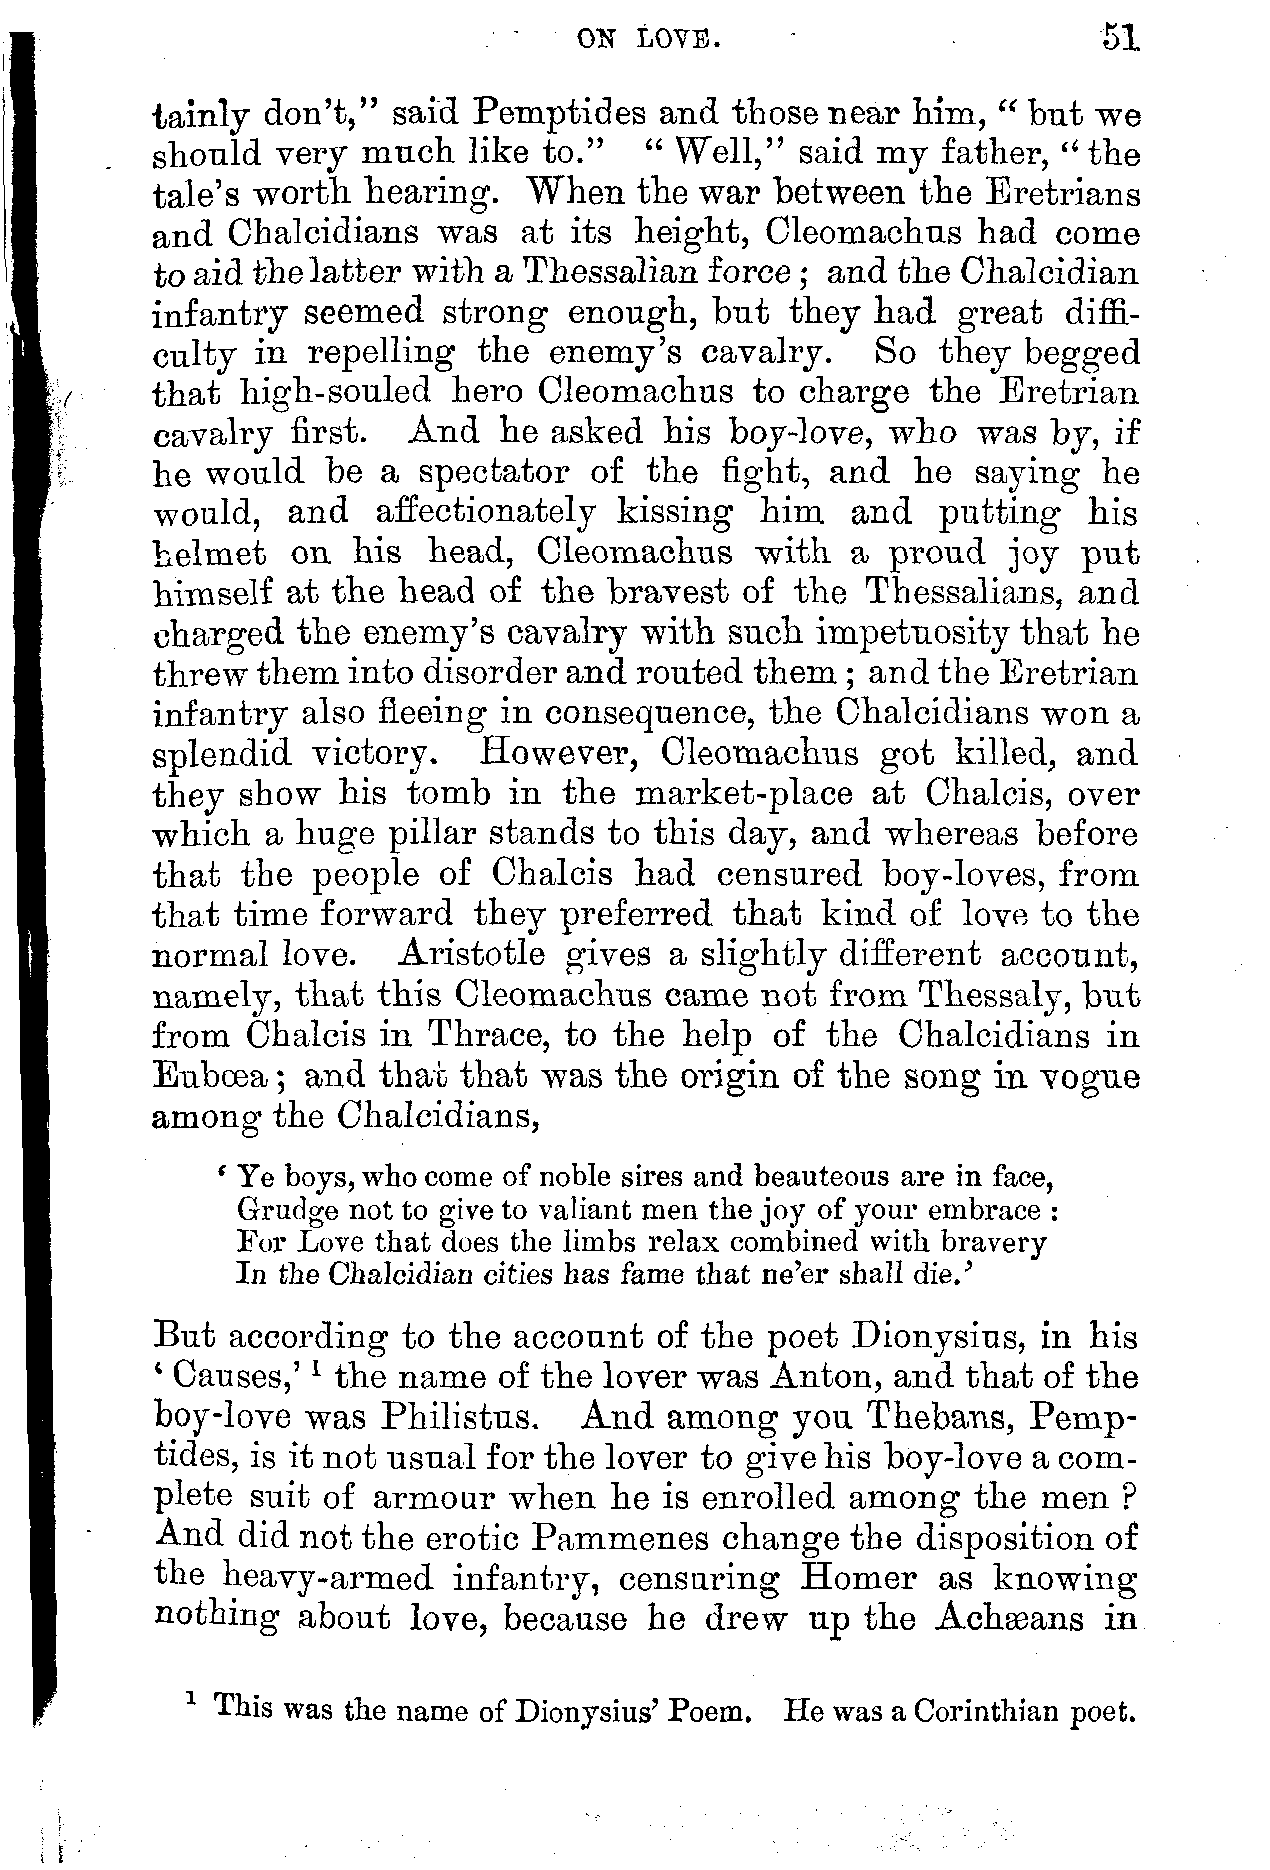 ON LOVE. 51
tainly don't," said Pemptides and those near him, " but we
should very much like to." " Well," said my father, " the
tale's worth hearing. When the war between the Eretrians
and Chalcidians was at its height, Cleomachus had come
to aid the latter with a Thessalian force ; and the Chalcidian
infantry seemed strong enough, but they had great diffi-
culty in repelling the enemy's cavalry. So they begged
that high-souled hero Cleomachus to charge the Eretrian
cavalry first. And he asked his boy-love, who was by, if
he would be a spectator of the fight, and he saying he
would, and affectionately kissing him and putting his
helmet on his head, Cleomachus with a proud joy put
himself at the head of the bravest of the Thessalians, and
charged the enemy's cavalry with such impetuosity that he
threw them into disorder and routed them ; and the Eretrian
infantry also fleeing in consequence, the Chalcidians won a
splendid victory. However, Cleomachus got killed, and
they show his tomb in the market-place at Chalcis, over
which a huge pillar stands to this day, and whereas before
that the people of Chalcis had censured boy-loves, from
that time forward they preferred that kind of love to the
normal love. Aristotle gives a slightly different account,
namely, that this Cleomachus came not from Thessaly, but
from Chalcis in Thrace, to the help of the Chalcidians in
Eubœa ; and that that was the origin of the song in vogue
among the Chalcidians,
' Ye boys, who come of noble sires and beauteous are in face,
Grudge not to give to valiant men the joy of your embrace :
For Love that does the limbs relax combined with bravery
In the Chalcidian cities has fame that ne'er shall die.'
But according to the account of the poet Dionysius, in his
' Causes,' ¹ the name of the lover was Anton, and that of the
boy-love was Philistus. And among you Thebans, Pemp-
tides, is it not usual for the lover to give his boy-love a com-
plete suit of armour when he is enrolled among the men ?
And did not the erotic Pammenes change the disposition of
the heavy-armed infantry, censuring Homer as knowing
nothing about love, because he drew up the Achæans in
¹ This was the name of Dionysius' Poem. He was a Corinthian poet.